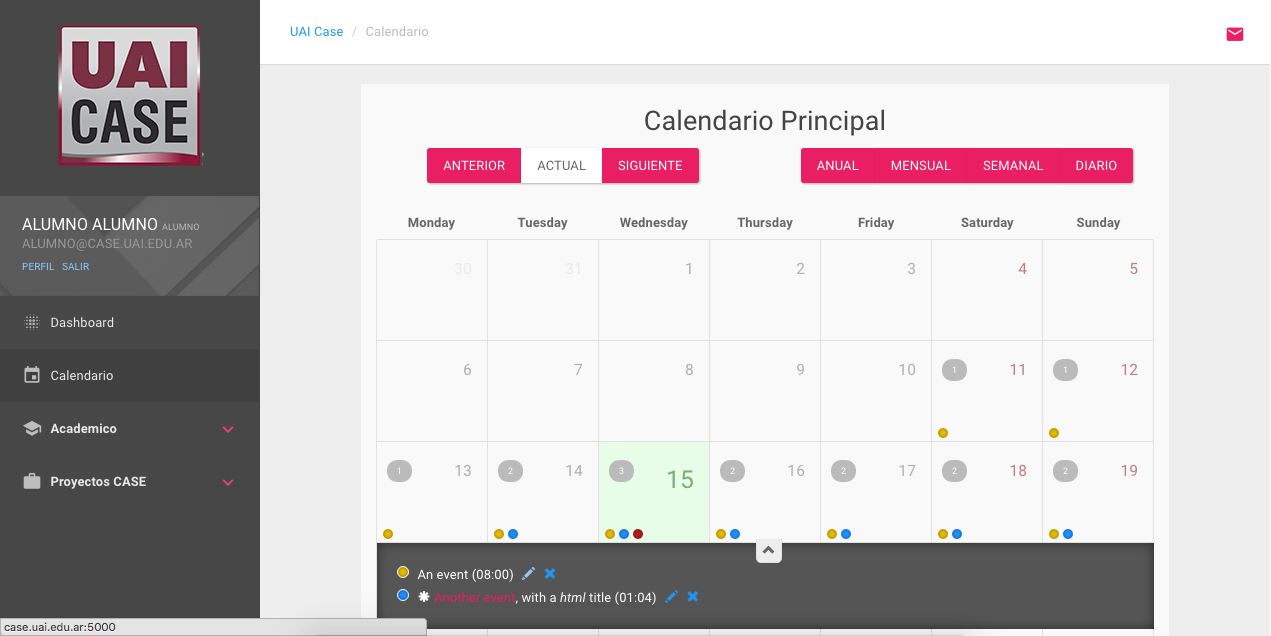 UAI
CASE
ALUMNO ALUMNO ALUMNO
ALUMNO@CASE.UAI.EDU.AR
PERFIL SALIR
Dashboard
Calendario
Academico
Proyectos CASE
case.uai.edu.ar:5000
UAI Case / Calendario
Calendario Principal
ANTERIOR ACTUAL SIGUIENTE ANUAL MENSUAL SEMANAL DIARIO
Monday Tuesday Wednesday Thursday Friday Saturday Sunday
30 31 1 2 3 4 5
6 7 8 9 10 1 11 1 12
1 13 2 14 3 15 2 16 2 17 2 18 2 19
An event (08:00)
Another event, with a html title (01:04)